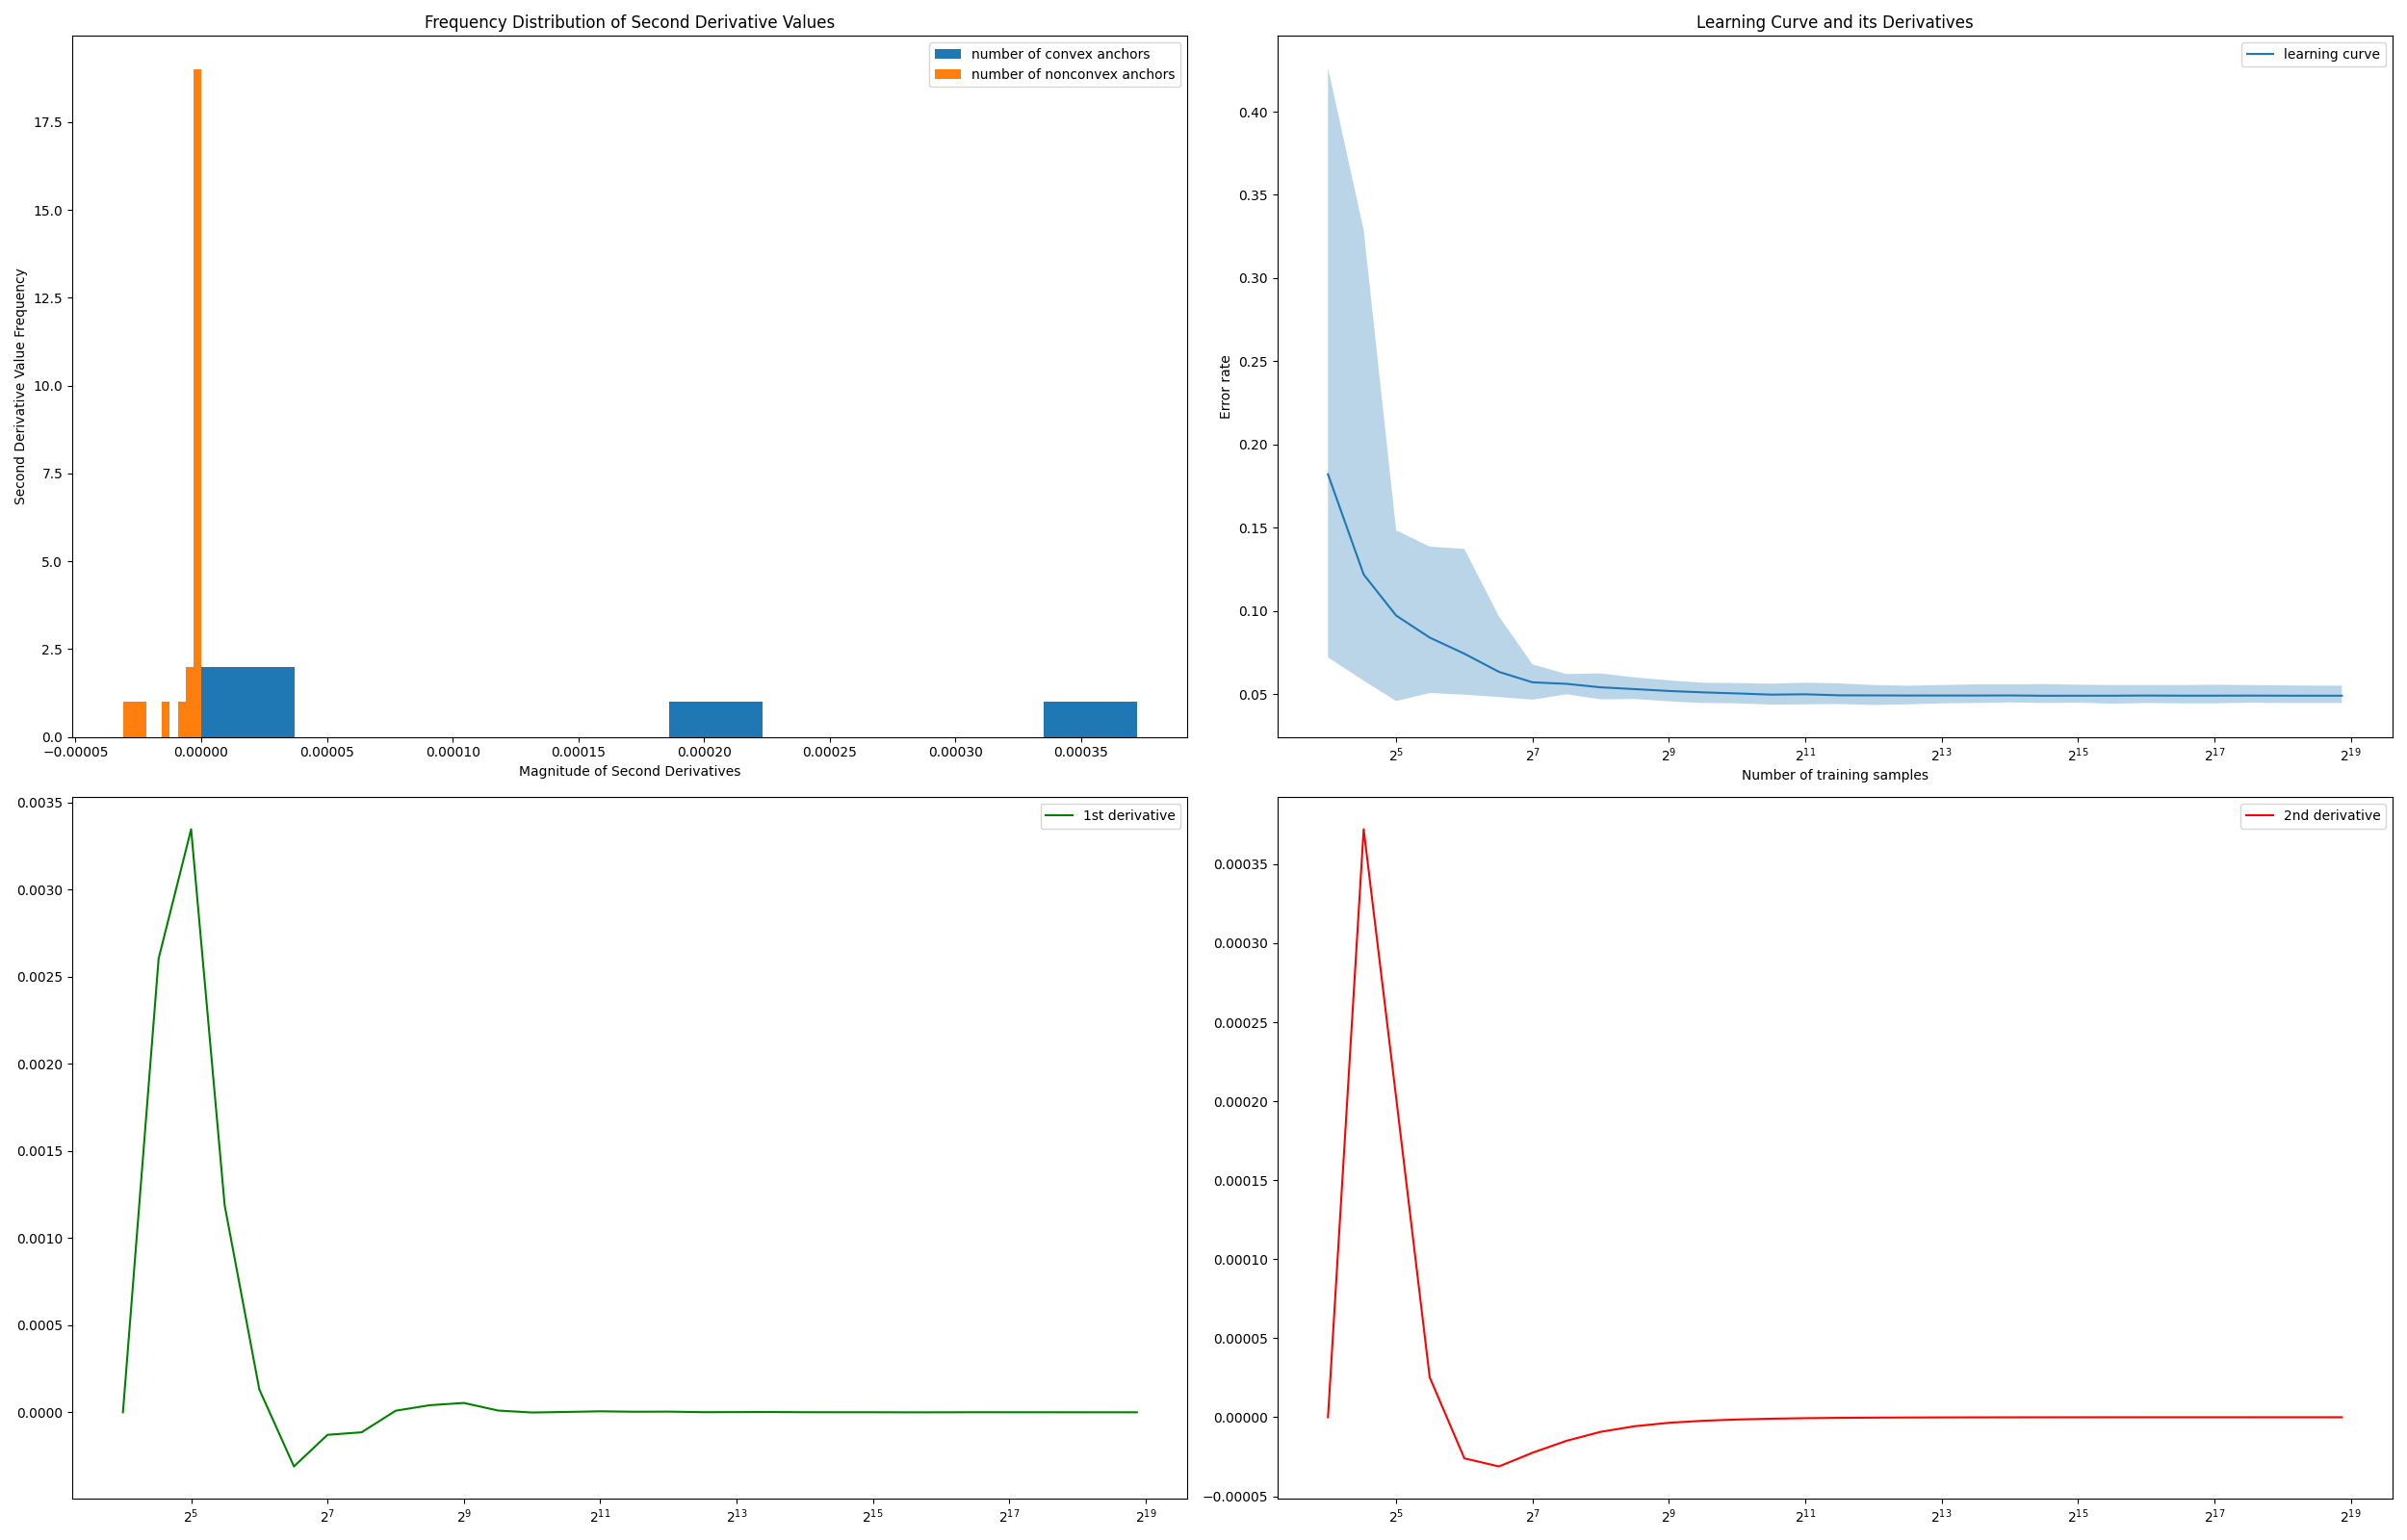 Frequency Distribution of Second Derivative Values
number of convex anchors
number of nonconvex anchors
Second Derivative Value Frequency
17.5
15.0
12.5
10.0
7.5
5.0
2.5
0.0
−0.00005 0.00000 0.00005 0.00010 0.00015 0.00020 0.00025 0.00030 0.00035
Magnitude of Second Derivatives
Learning Curve and its Derivatives
learning curve
Error rate
0.40
0.35
0.30
0.25
0.20
0.15
0.10
0.05
2^5 2^7 2^9 2^11 2^13 2^15 2^17 2^19
Number of training samples
1st derivative
0.0035
0.0030
0.0025
0.0020
0.0015
0.0010
0.0005
0.0000
2^5 2^7 2^9 2^11 2^13 2^15 2^17 2^19
2nd derivative
0.00035
0.00030
0.00025
0.00020
0.00015
0.00010
0.00005
0.00000
−0.00005
2^5 2^7 2^9 2^11 2^13 2^15 2^17 2^19